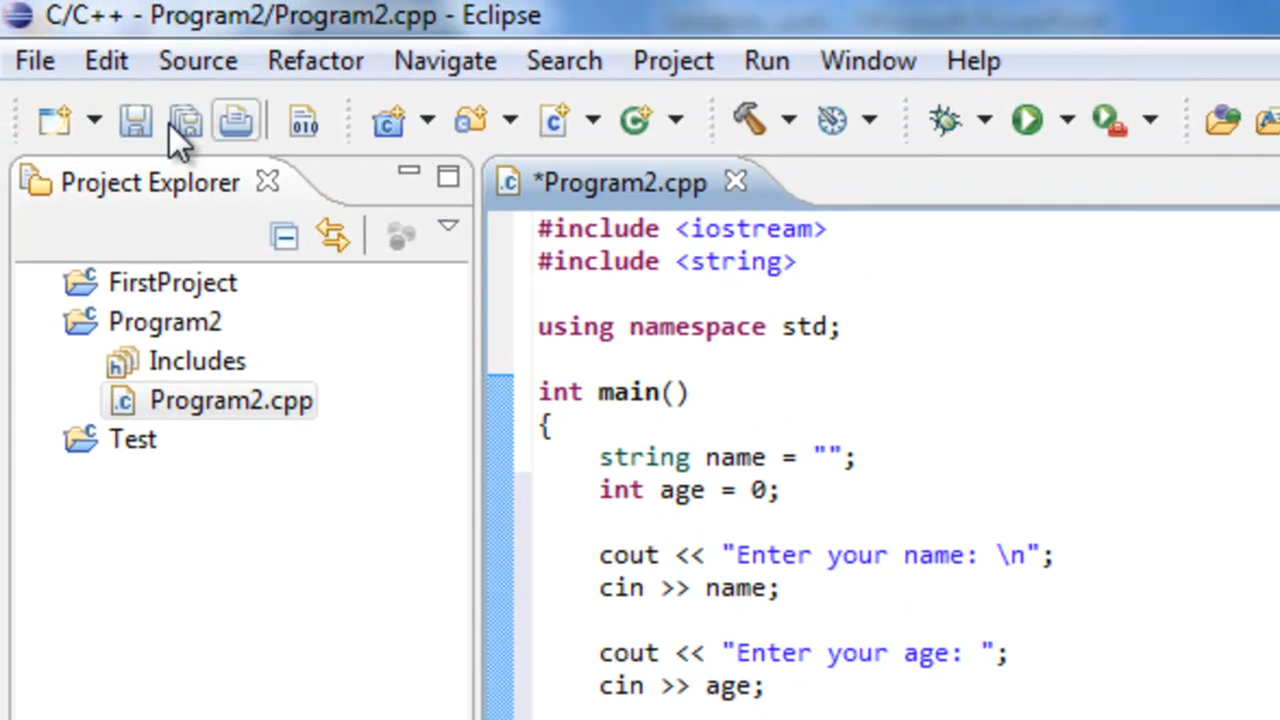 C/C++ - Program2/Program2.cpp - Eclipse
File Edit Source Refactor Navigate Search Project Run Window Help
010
Project Explorer
FirstProject
Program2
Includes
Program2.cpp
Test
*Program2.cpp
#include <iostream>
#include <string>
using namespace std;
int main()
{
string name = "";
int age = 0;
cout << "Enter your name: \n";
cin >> name;
cout << "Enter your age: ";
cin >> age;